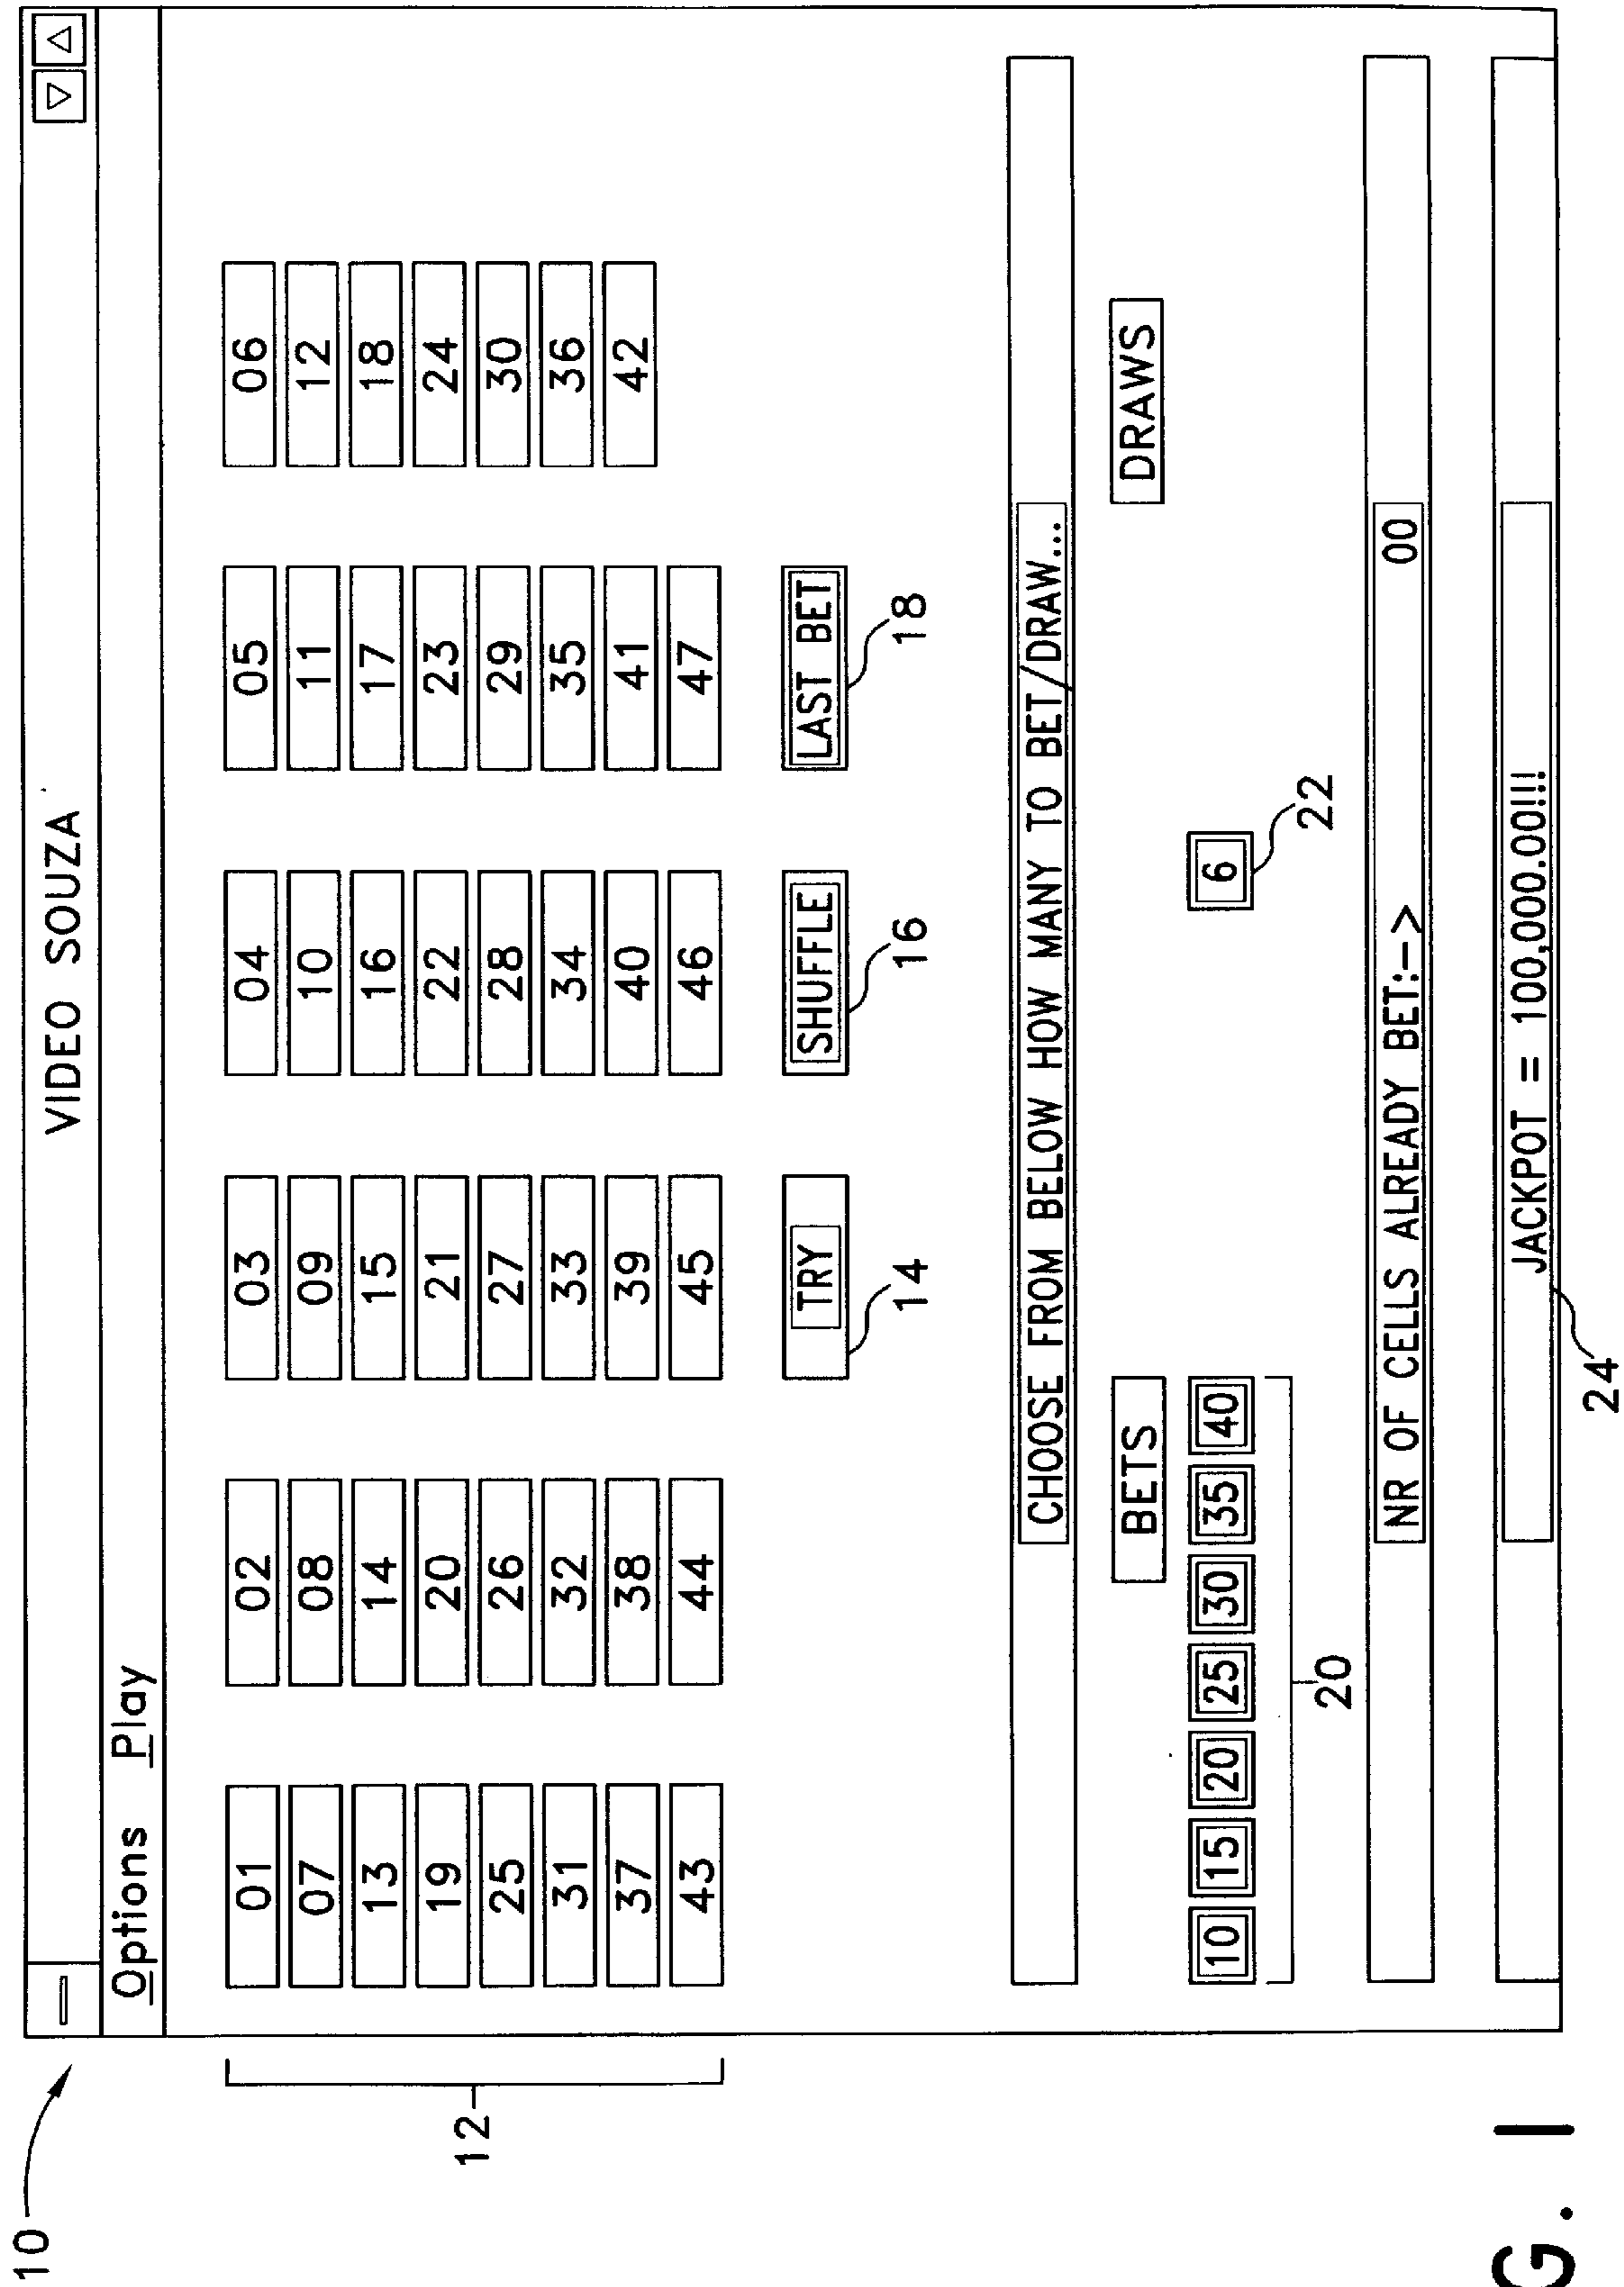 10
VIDEO SOUZA
Options Play
12
01 02 03 04 05 06
07 08 09 10 11 12
13 14 15 16 17 18
19 20 21 22 23 24
25 26 27 28 29 30
31 32 33 34 35 36
37 38 39 40 41 42
43 44 45 46 47
TRY SHUFFLE LAST BET
14 16 18
CHOOSE FROM BELOW HOW MANY TO BET/DRAW...
BETS DRAWS
10 15 20 25 30 35 40 6
20 22
NR OF CELLS ALREADY BET:-> 00
JACKPOT = 100,000.00!!!
24
G. 1